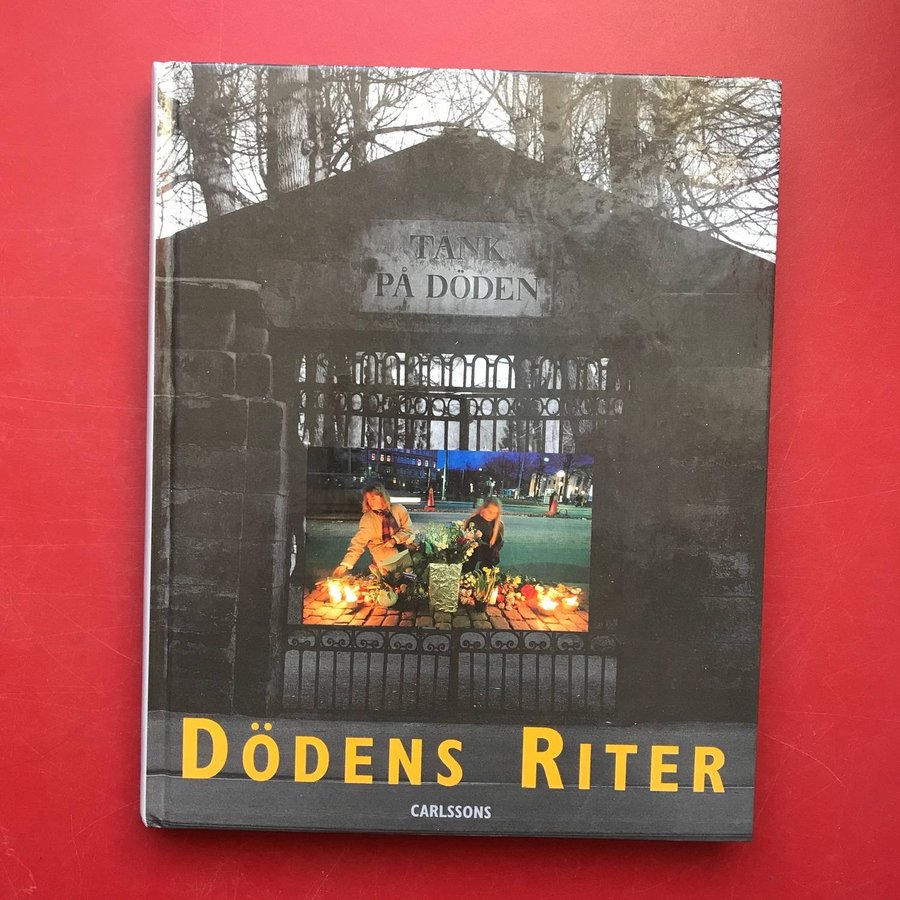 TÄNK
PÅ DÖDEN
DÖDENS RITER
CARLSSONS